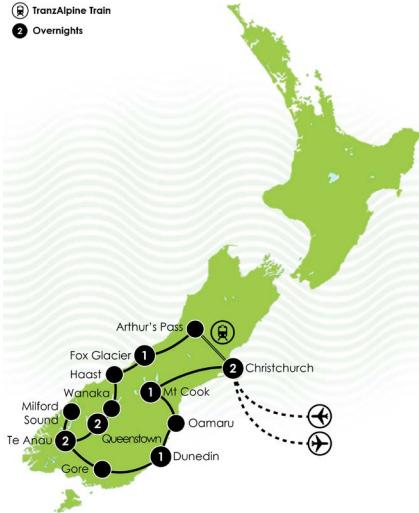 TranzAlpine Train
2 Overnights
Arthur's Pass
Fox Glacier 1
Haast
2 Christchurch
Wanaka
1 Mt Cook
Milford
Sound
2
Queenstown
Oamaru
Te Anau 2
Gore
1 Dunedin